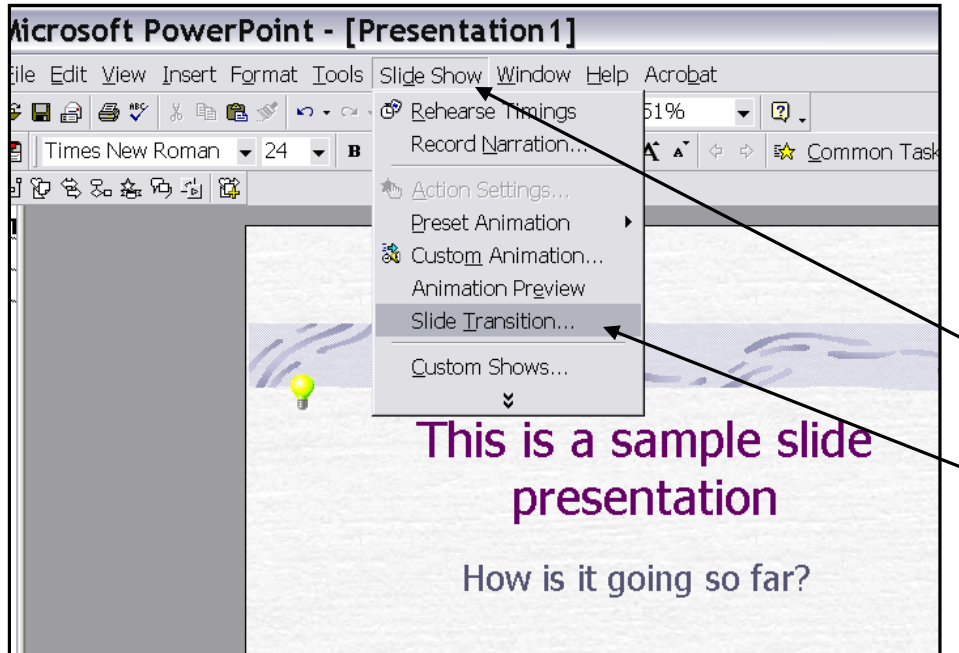 Microsoft PowerPoint - [Presentation1]
File Edit View Insert Format Tools Slide Show Window Help Acrobat
51%
Times New Roman 24 B
Common Task
Rehearse Timings
Record Narration...
Action Settings...
Preset Animation
Custom Animation...
Animation Preview
Slide Transition...
Custom Shows...
This is a sample slide
presentation
How is it going so far?